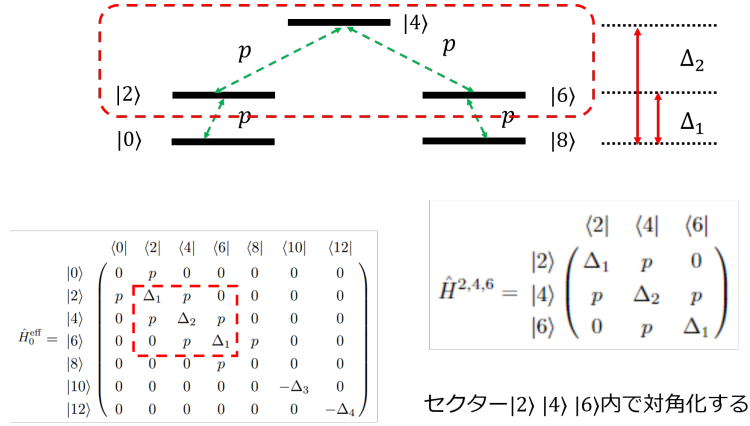 |4⟩
p p
Δ₂
|2⟩ |6⟩
p p
Δ₁
|0⟩ |8⟩
⟨0| ⟨2| ⟨4| ⟨6| ⟨8| ⟨10| ⟨12|
|0⟩ 0 p 0 0 0 0 0
|2⟩ p Δ₁ p 0 0 0 0
|4⟩ 0 p Δ₂ p 0 0 0
Ĥ₀ᵉᶠᶠ = |6⟩ 0 0 p Δ₁ p 0 0
|8⟩ 0 0 0 p 0 0 0
|10⟩ 0 0 0 0 0 −Δ₃ 0
|12⟩ 0 0 0 0 0 0 −Δ₄
⟨2| ⟨4| ⟨6|
|2⟩ Δ₁ p 0
Ĥ²,⁴,⁶ = |4⟩ p Δ₂ p
|6⟩ 0 p Δ₁
セクター|2⟩ |4⟩ |6⟩内で対角化する